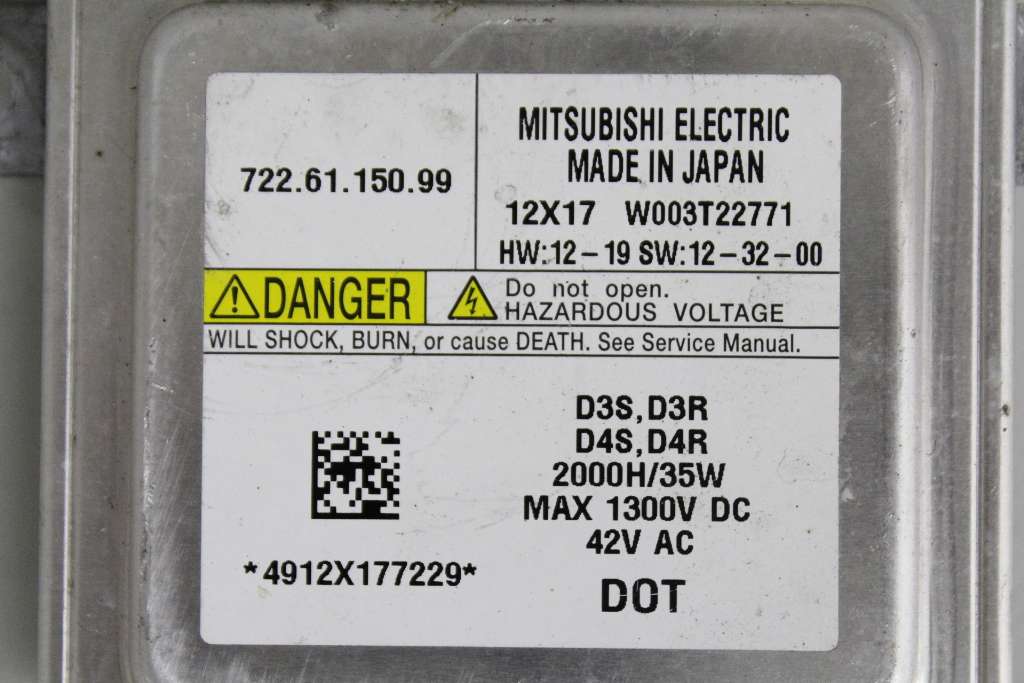 722.61.150.99
MITSUBISHI ELECTRIC
MADE IN JAPAN
12X17 W003T22771
HW:12-19 SW:12-32-00
DANGER
Do not open.
HAZARDOUS VOLTAGE
WILL SHOCK, BURN, or cause DEATH. See Service Manual.
D3S,D3R
D4S,D4R
2000H/35W
MAX 1300V DC
42V AC
*4912X177229*
DOT